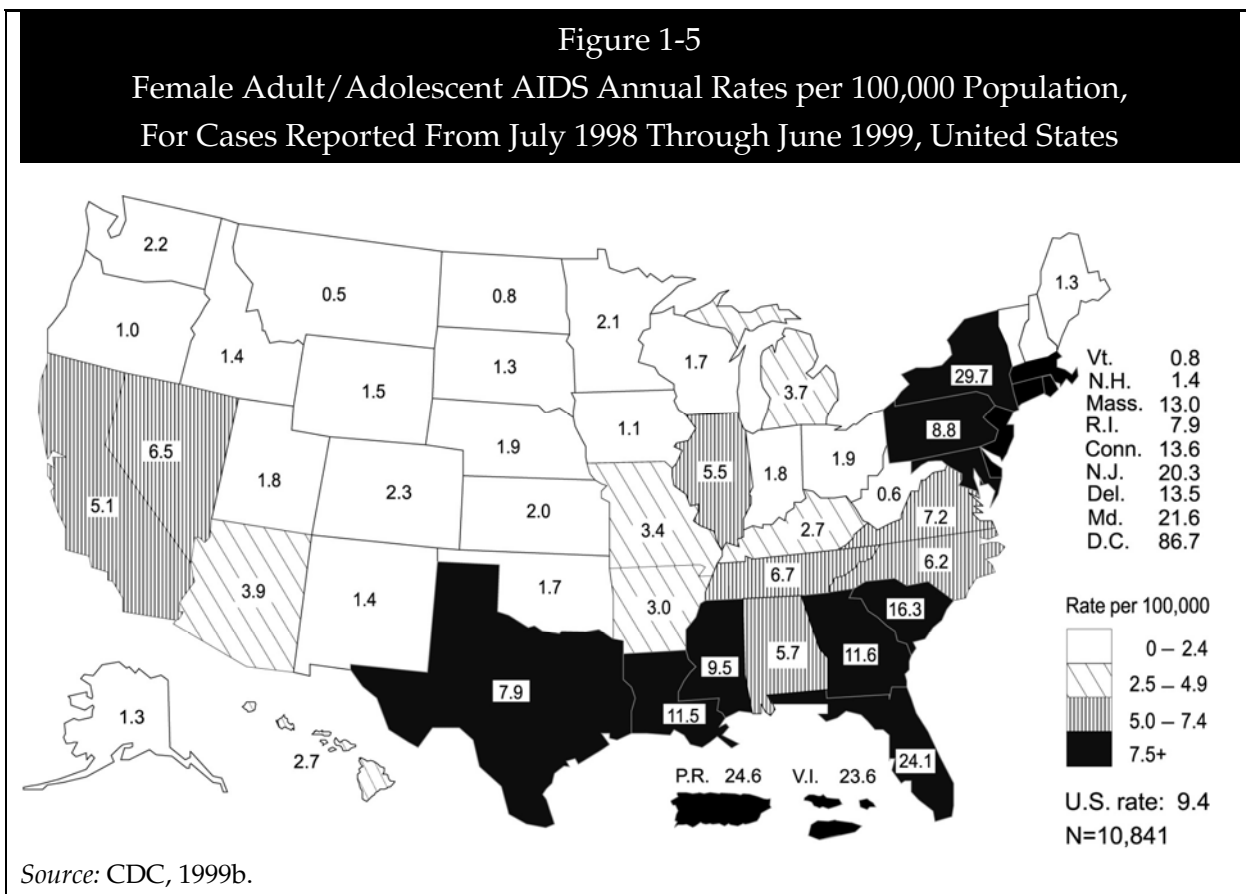 Figure 1-5
Female Adult/Adolescent AIDS Annual Rates per 100,000 Population,
For Cases Reported From July 1998 Through June 1999, United States
2.2
1.0
1.4
0.5
0.8
2.1
1.3
1.5
1.3
1.7
3.7
29.7
8.8
Vt. 0.8
N.H. 1.4
Mass. 13.0
R.I. 7.9
Conn. 13.6
N.J. 20.3
Del. 13.5
Md. 21.6
D.C. 86.7
1.9
1.1
6.5
5.1
1.8
2.3
2.0
5.5
1.8
1.9
0.6
7.2
3.4
2.7
6.2
3.9
1.4
1.7
3.0
6.7
16.3
7.9
11.5
9.5
5.7
11.6
24.1
1.3
2.7
P.R. 24.6
V.I. 23.6
Rate per 100,000
0 – 2.4
2.5 – 4.9
5.0 – 7.4
7.5+
U.S. rate: 9.4
N=10,841
Source: CDC, 1999b.